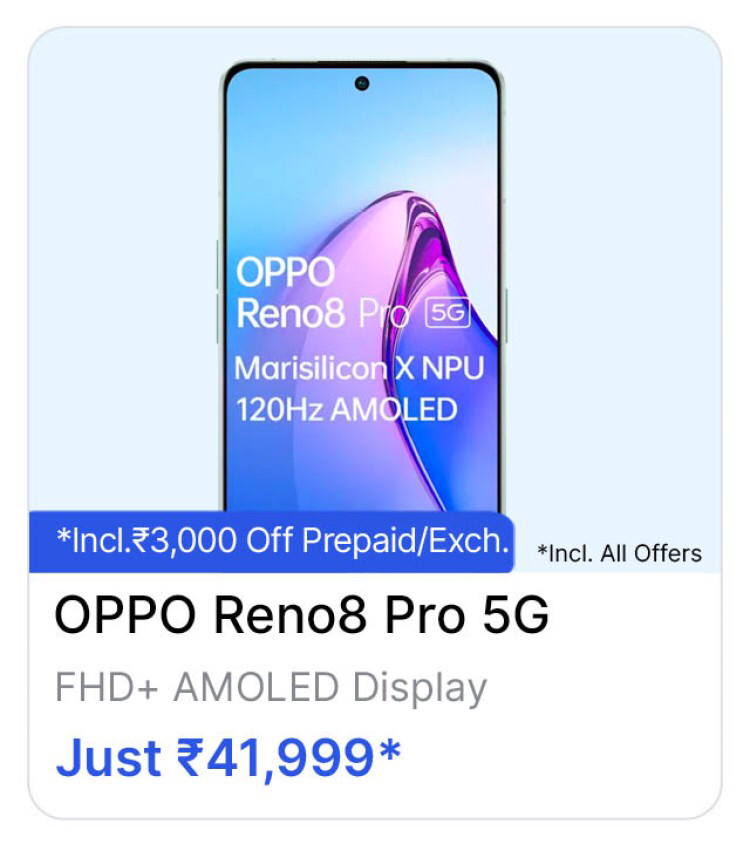 OPPO
Reno8 Pro 5G
Marisilicon X NPU
120Hz AMOLED
*Incl.₹3,000 Off Prepaid/Exch.
*Incl. All Offers
OPPO Reno8 Pro 5G
FHD+ AMOLED Display
Just ₹41,999*